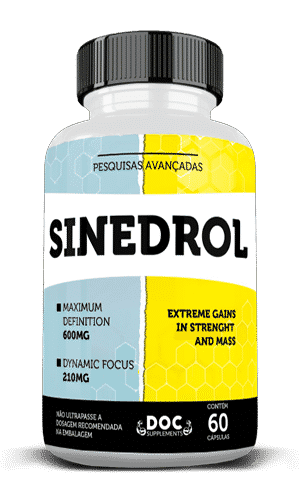 PESQUISAS AVANÇADAS
SINEDROL
MAXIMUM
DEFINITION
600MG
DYNAMIC FOCUS
210MG
EXTREME GAINS
IN STRENGHT
AND MASS
NÃO ULTRAPASSE A
DOSAGEM RECOMENDADA
NA EMBALAGEM
DOC
SUPPLEMENTS
CONTÉM
60
CÁPSULAS